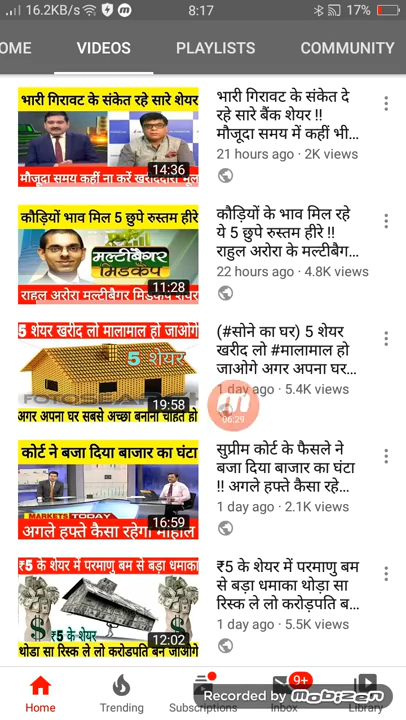 16.2KB/s
8:17
17%
OME VIDEOS PLAYLISTS COMMUNITY
भारी गिरावट के संकेत रहे सारे शेयर
मौजूदा समय कहीं ना करें खरीददारी भूल
14:36
भारी गिरावट के संकेत दे
रहे सारे बैंक शेयर !!
मौजूदा समय में कहीं भी...
21 hours ago · 2K views
कौड़ियों भाव मिल 5 छुपे रुस्तम हीरे
मल्टीबैगर
मिडकैप
राहुल अरोरा मल्टीबैगर मिडकैप शेयर
11:28
कौड़ियों के भाव मिल रहे
ये 5 छुपे रुस्तम हीरे !!
राहुल अरोरा के मल्टीबैग...
22 hours ago · 4.8K views
5 शेयर खरीद लो मालामाल हो जाओगे
5 शेयर
अगर अपना घर सबसे अच्छा बनाना चाहते हो
19:58
(#सोने का घर) 5 शेयर
खरीद लो #मालामाल हो
जाओगे अगर अपना घर...
1 day ago · 5.4K views
06:29
कोर्ट ने बजा दिया बाजार का घंटा
MARKETS TODAY
अगले हफ्ते कैसा रहेगा माहौल
16:59
सुप्रीम कोर्ट के फैसले ने
बजा दिया बाजार का घंटा
!! अगले हफ्ते कैसा रहे...
1 day ago · 2.1K views
₹5 के शेयर में परमाणु बम से बड़ा धमाका
₹5 के शेयर
थोडा सा रिस्क ले लो करोड़पति बन जाओगे
12:02
₹5 के शेयर में परमाणु बम
से बड़ा धमाका थोड़ा सा
रिस्क ले लो करोड़पति ब...
1 day ago · 5.5K views
9+
Home Trending Subscriptions Inbox Library
Recorded by mobizen